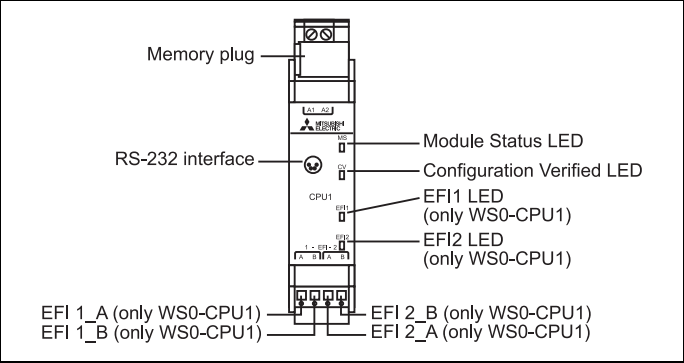 Memory plug
A1 A2
MITSUBISHI
ELECTRIC
MS
Module Status LED
RS-232 interface
CV
Configuration Verified LED
CPU1
EFI1
EFI1 LED
(only WS0-CPU1)
EFI2
EFI2 LED
(only WS0-CPU1)
1 - EFI - 2
A B A B
EFI 1_A (only WS0-CPU1)
EFI 2_B (only WS0-CPU1)
EFI 1_B (only WS0-CPU1)
EFI 2_A (only WS0-CPU1)